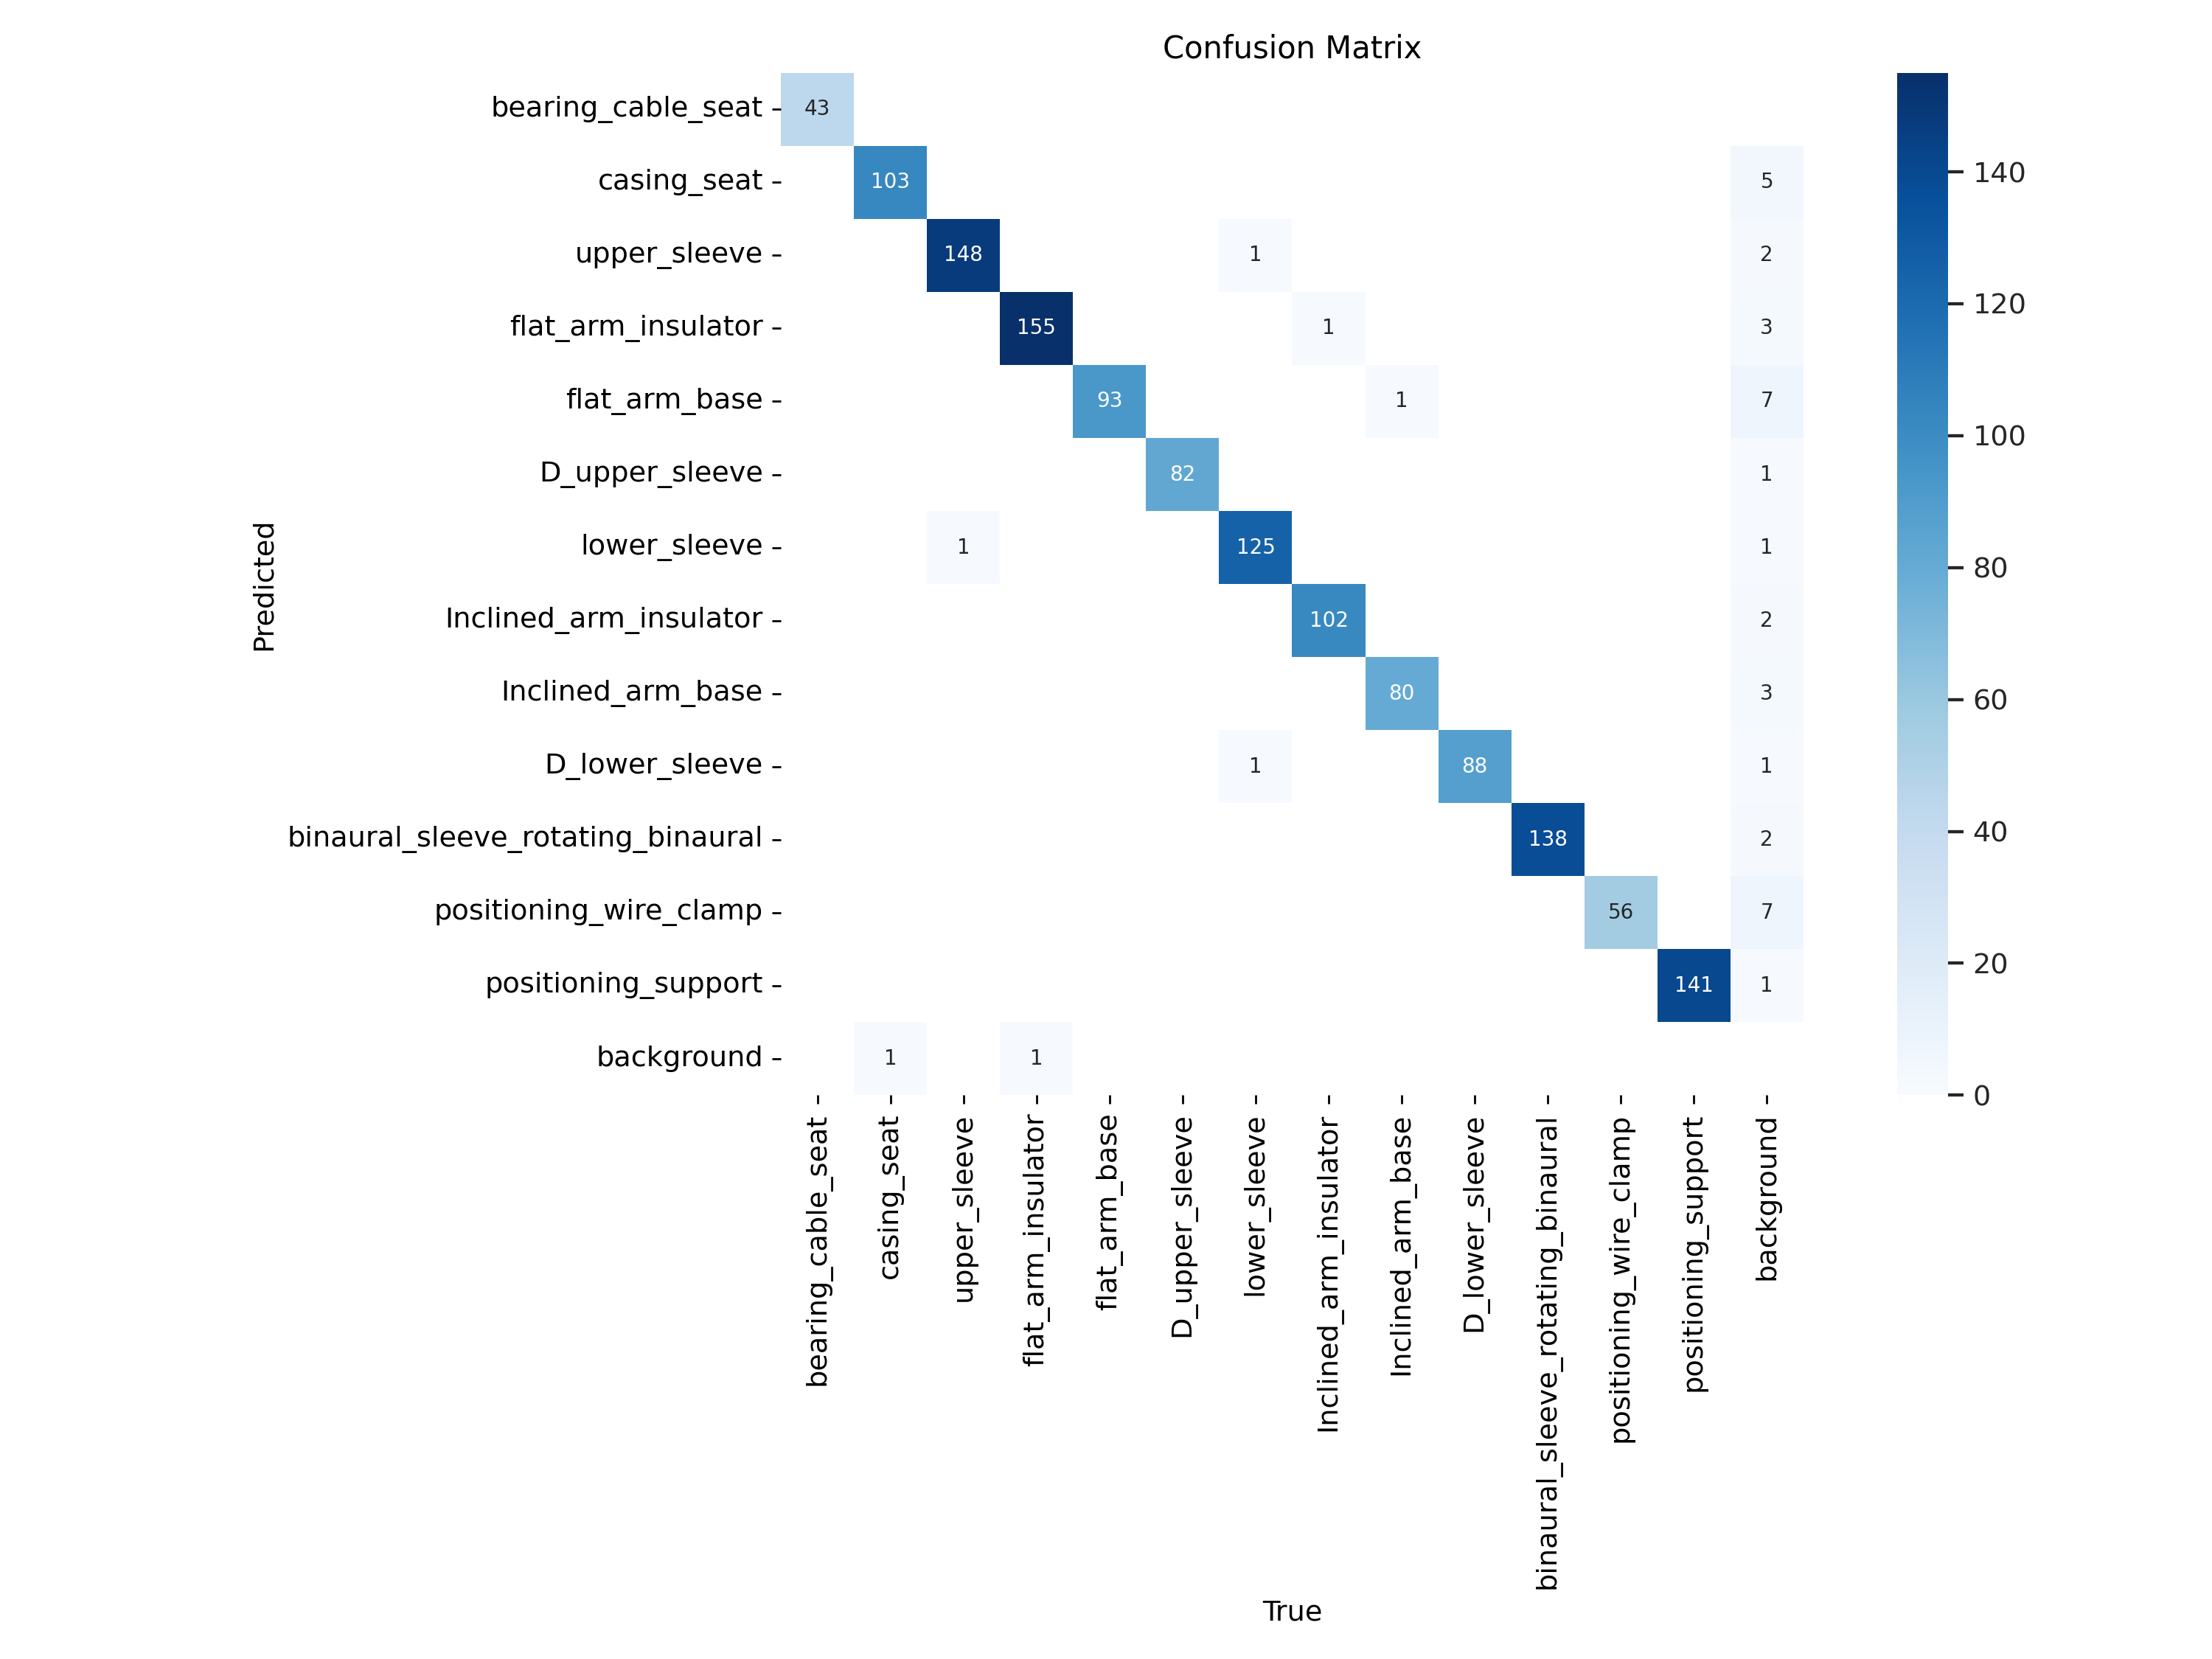 Confusion Matrix
bearing_cable_seat 43
casing_seat 103 5
upper_sleeve 148 1 2
flat_arm_insulator 155 1 3
flat_arm_base 93 1 7
D_upper_sleeve 82 1
lower_sleeve 1 125 1
Inclined_arm_insulator 102 2
Inclined_arm_base 80 3
D_lower_sleeve 1 88 1
binaural_sleeve_rotating_binaural 138 2
positioning_wire_clamp 56 7
positioning_support 141 1
background 1 1
Predicted
bearing_cable_seat
casing_seat
upper_sleeve
flat_arm_insulator
flat_arm_base
D_upper_sleeve
lower_sleeve
Inclined_arm_insulator
Inclined_arm_base
D_lower_sleeve
binaural_sleeve_rotating_binaural
positioning_wire_clamp
positioning_support
background
True
140
120
100
80
60
40
20
0